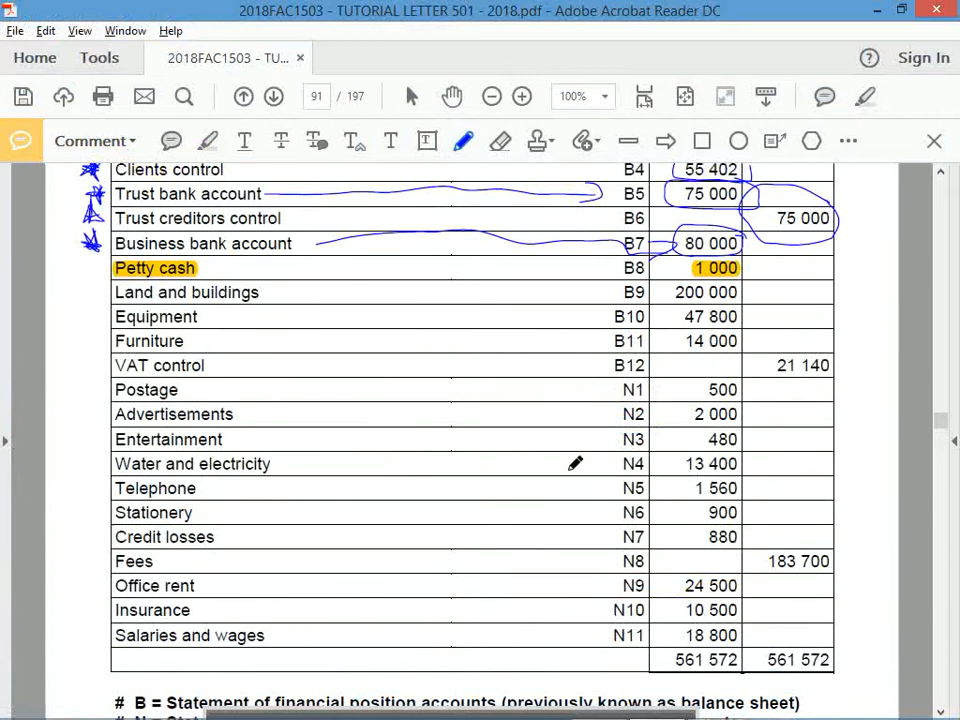 2018FAC1503 - TUTORIAL LETTER 501 - 2018.pdf - Adobe Acrobat Reader DC
File Edit View Window Help
Home Tools 2018FAC1503 - TU... × ? Sign In
91 / 197 100%
Comment
Clients control B4 55 402
Trust bank account B5 75 000
Trust creditors control B6 75 000
Business bank account B7 80 000
Petty cash B8 1 000
Land and buildings B9 200 000
Equipment B10 47 800
Furniture B11 14 000
VAT control B12 21 140
Postage N1 500
Advertisements N2 2 000
Entertainment N3 480
Water and electricity N4 13 400
Telephone N5 1 560
Stationery N6 900
Credit losses N7 880
Fees N8 183 700
Office rent N9 24 500
Insurance N10 10 500
Salaries and wages N11 18 800
561 572 561 572
# B = Statement of financial position accounts (previously known as balance sheet)